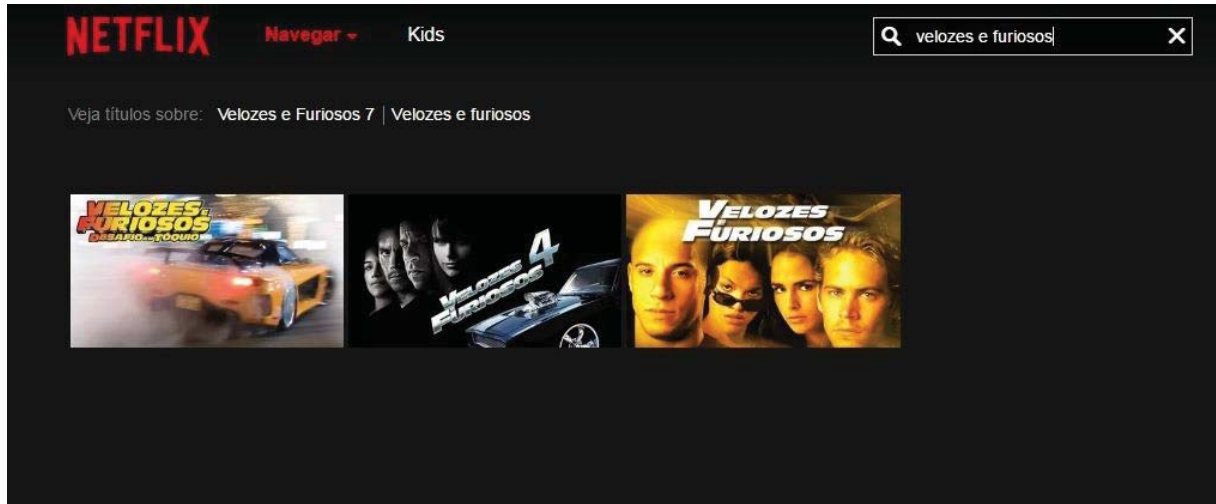 NETFLIX Navegar Kids velozes e furiosos
Veja títulos sobre: Velozes e Furiosos 7 | Velozes e furiosos
VELOZES E
FURIOSOS
DESAFIO EM TÓQUIO
VELOZES 4
FURIOSOS
VELOZES
E
FURIOSOS